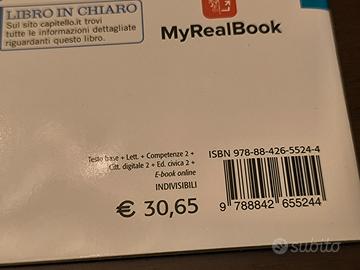 LIBRO IN CHIARO
Sul sito capitello.it trovi
tutte le informazioni dettagliate
riguardanti questo libro.
MyRealBook
Testo base + Lett. + Competenze 2 +
Citt. digitale 2 + Ed. civica 2 +
E-book online
INDIVISIBILI
€ 30,65
ISBN 978-88-426-5524-4
9 788842 655244
subito